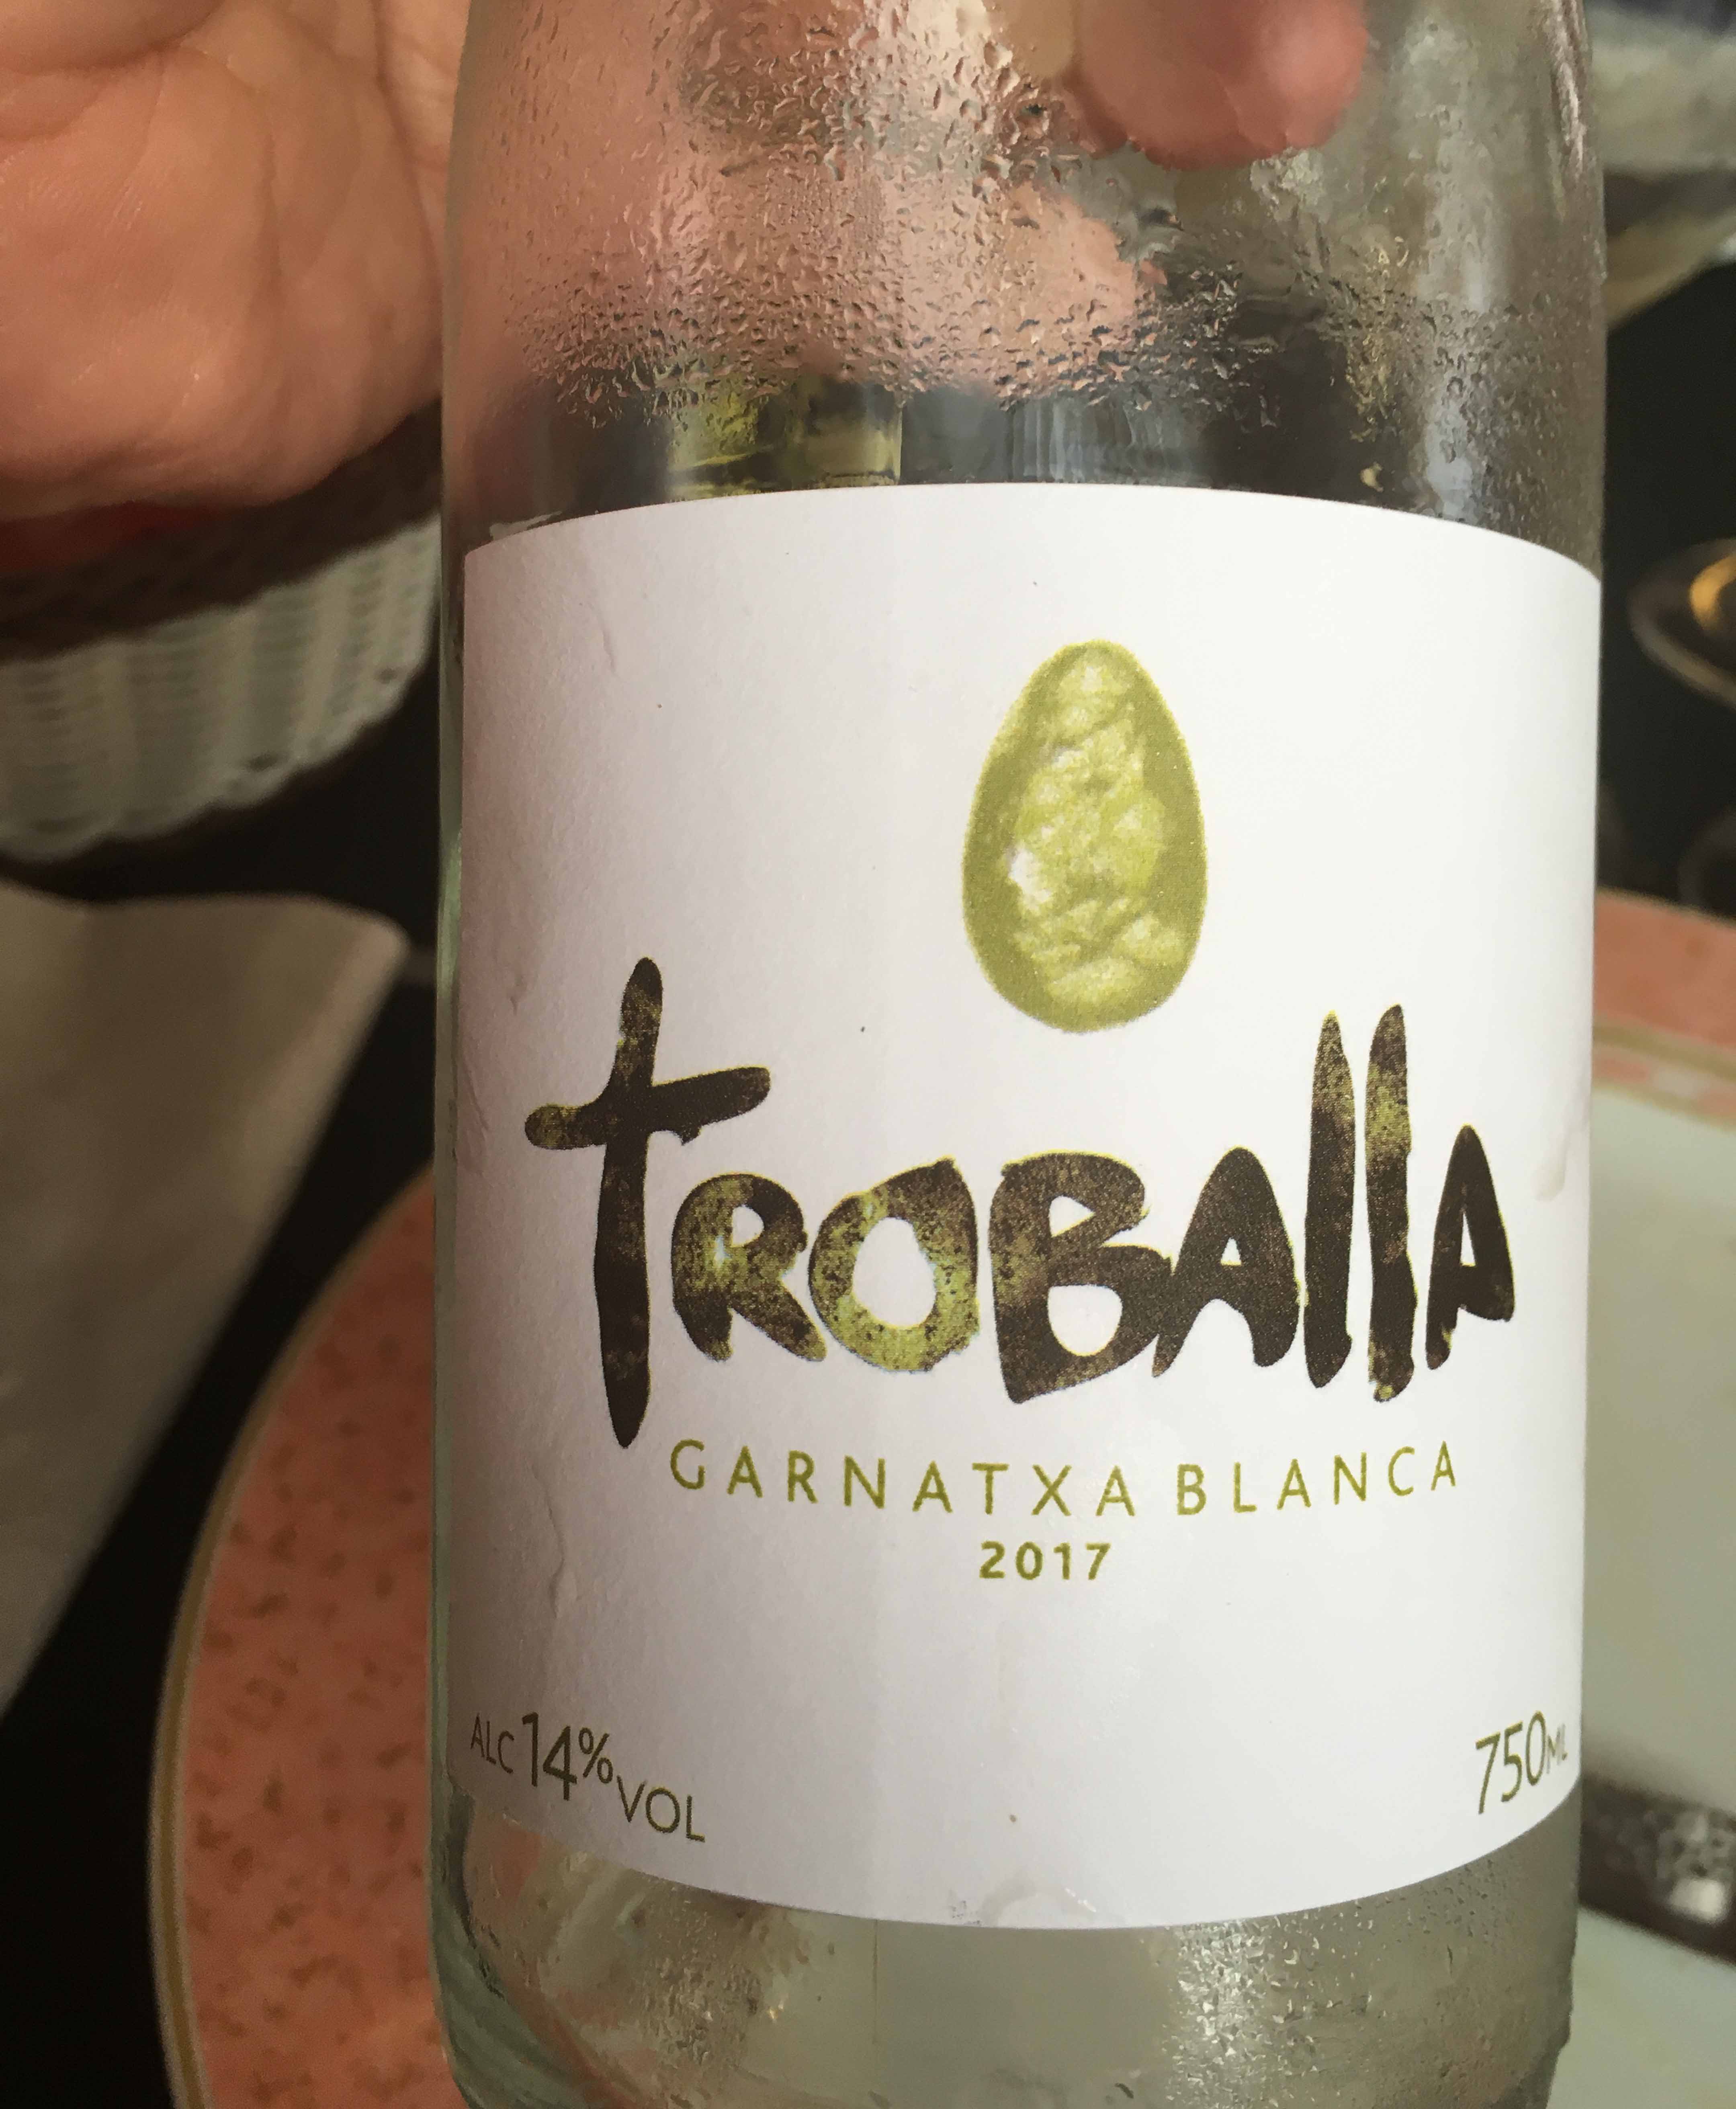 troballa
GARNATXA BLANCA
2017
ALC 14% VOL
750ML